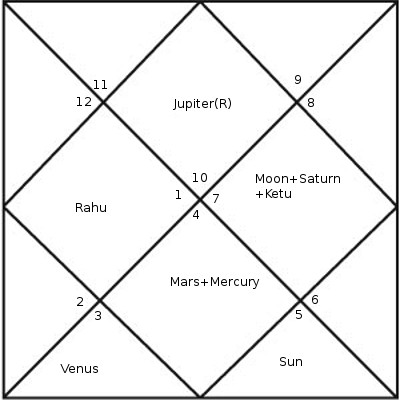 9
11
12
Jupiter(R)
8
10
Moon+Saturn
+Ketu
1
7
Rahu
4
Mars+Mercury
2
6
3
5
Venus
Sun